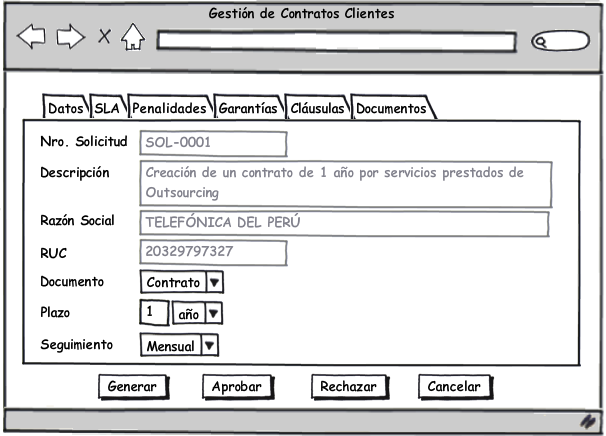 Gestión de Contratos Clientes
Datos SLA Penalidades Garantías Cláusulas Documentos
Nro. Solicitud SOL-0001
Descripción Creación de un contrato de 1 año por servicios prestados de
Outsourcing
Razón Social TELEFÓNICA DEL PERÚ
RUC 20329797327
Documento Contrato
Plazo 1 año
Seguimiento Mensual
Generar Aprobar Rechazar Cancelar